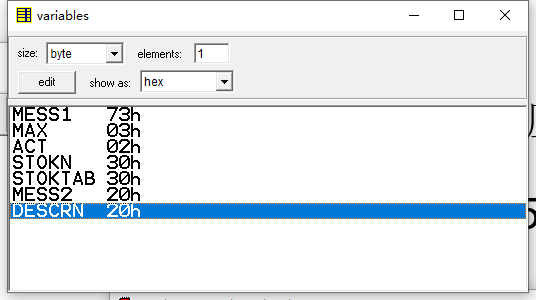 variables
size: byte elements: 1
edit show as: hex
MESS1 73h
MAX 03h
ACT 02h
STOKN 30h
STOKTAB 30h
MESS2 20h
DESCRN 20h